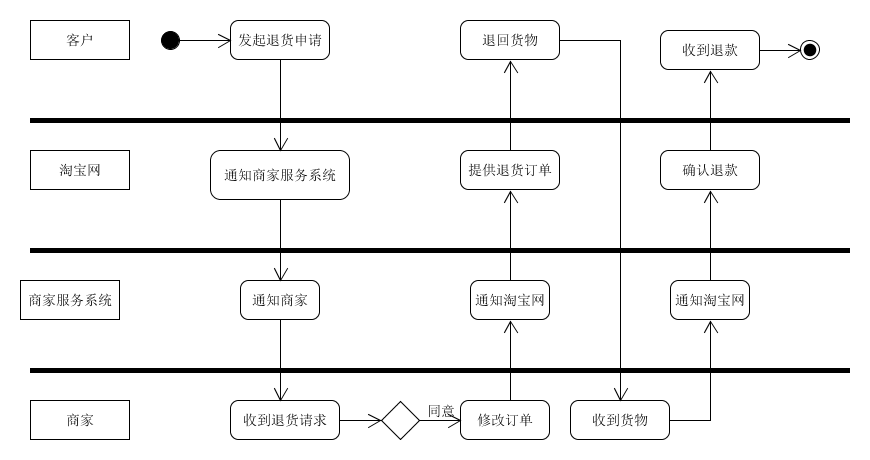 客户
发起退货申请
退回货物
收到退款
淘宝网
通知商家服务系统
提供退货订单
确认退款
商家服务系统
通知商家
通知淘宝网
通知淘宝网
商家
收到退货请求
同意
修改订单
收到货物